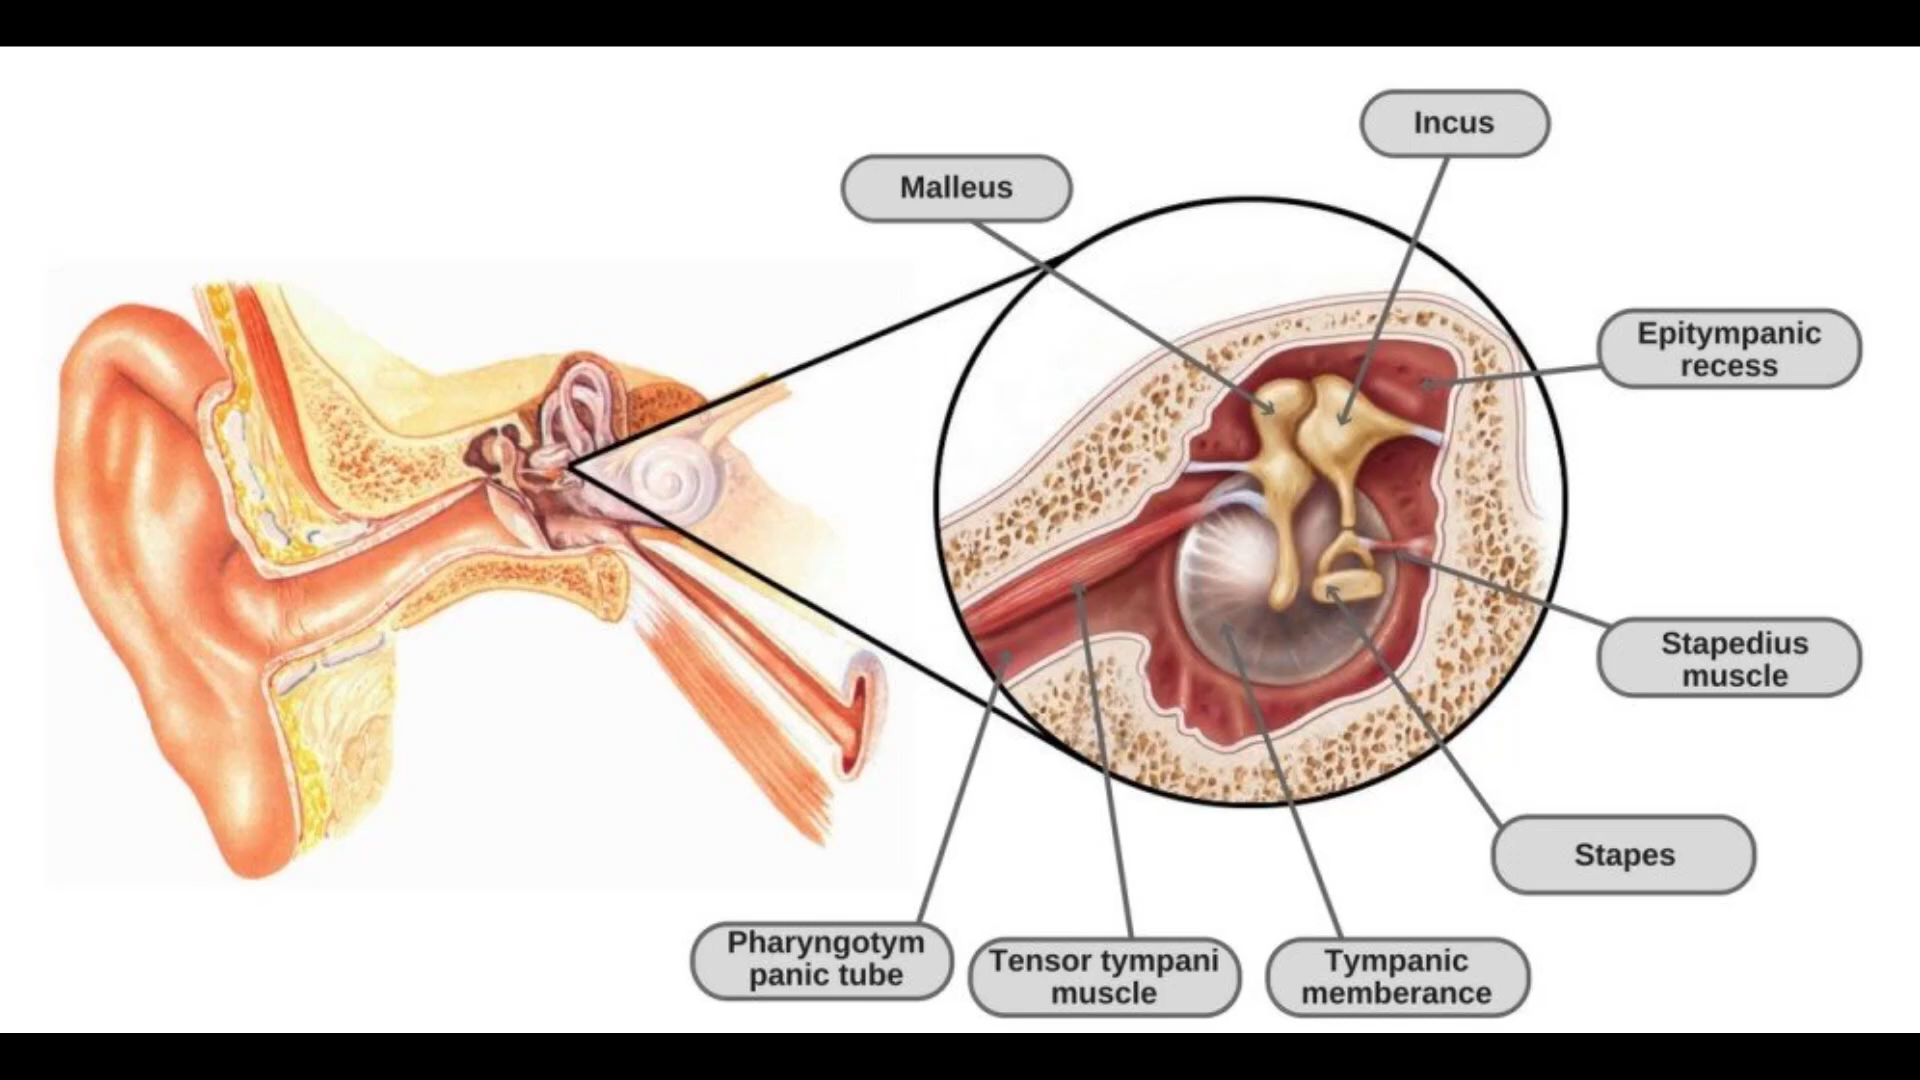 Incus
Malleus
Epitympanic
recess
Stapedius
muscle
Stapes
Pharyngotym
panic tube
Tensor tympani
muscle
Tympanic
memberance